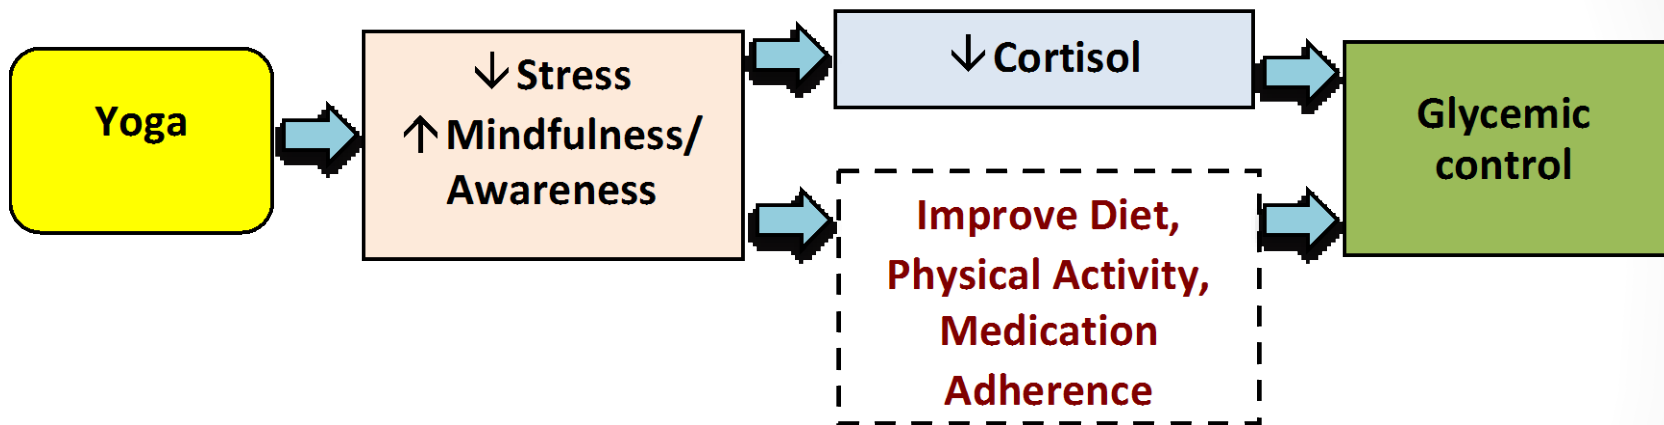 Yoga
↓ Stress
↑ Mindfulness/
Awareness
↓ Cortisol
Improve Diet,
Physical Activity,
Medication
Adherence
Glycemic
control